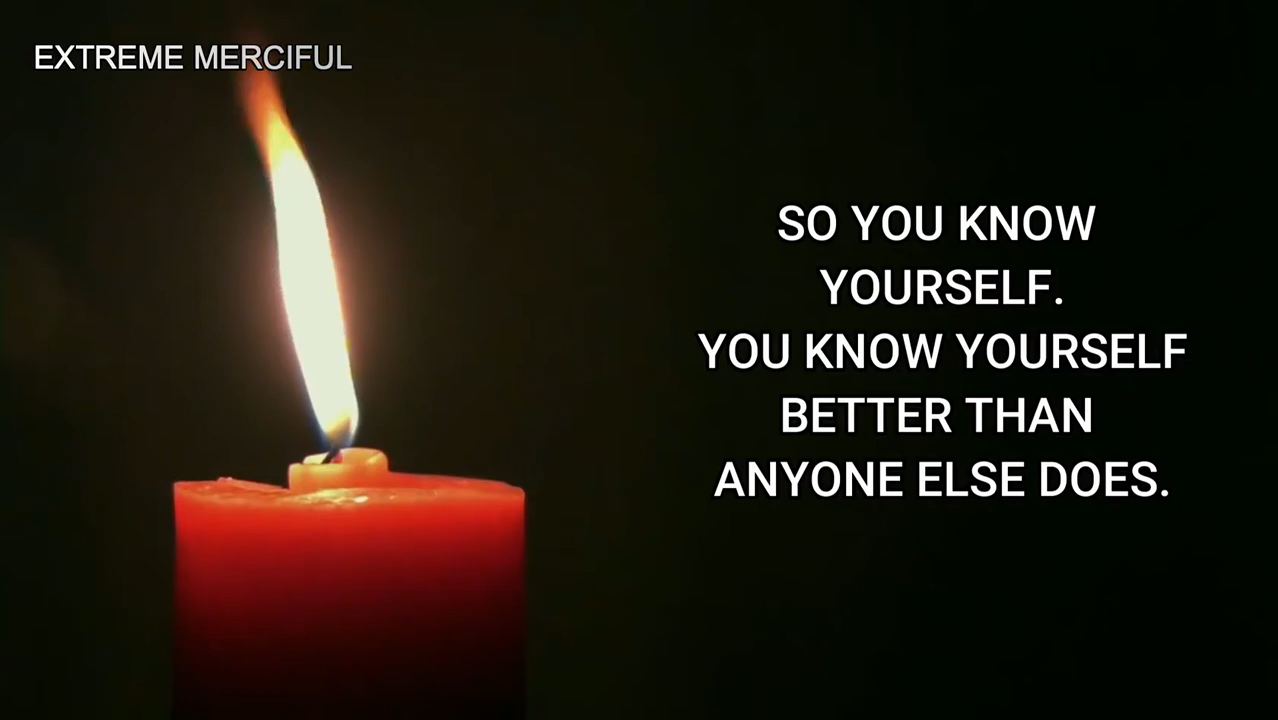 EXTREME MERCIFUL
SO YOU KNOW
YOURSELF.
YOU KNOW YOURSELF
BETTER THAN
ANYONE ELSE DOES.